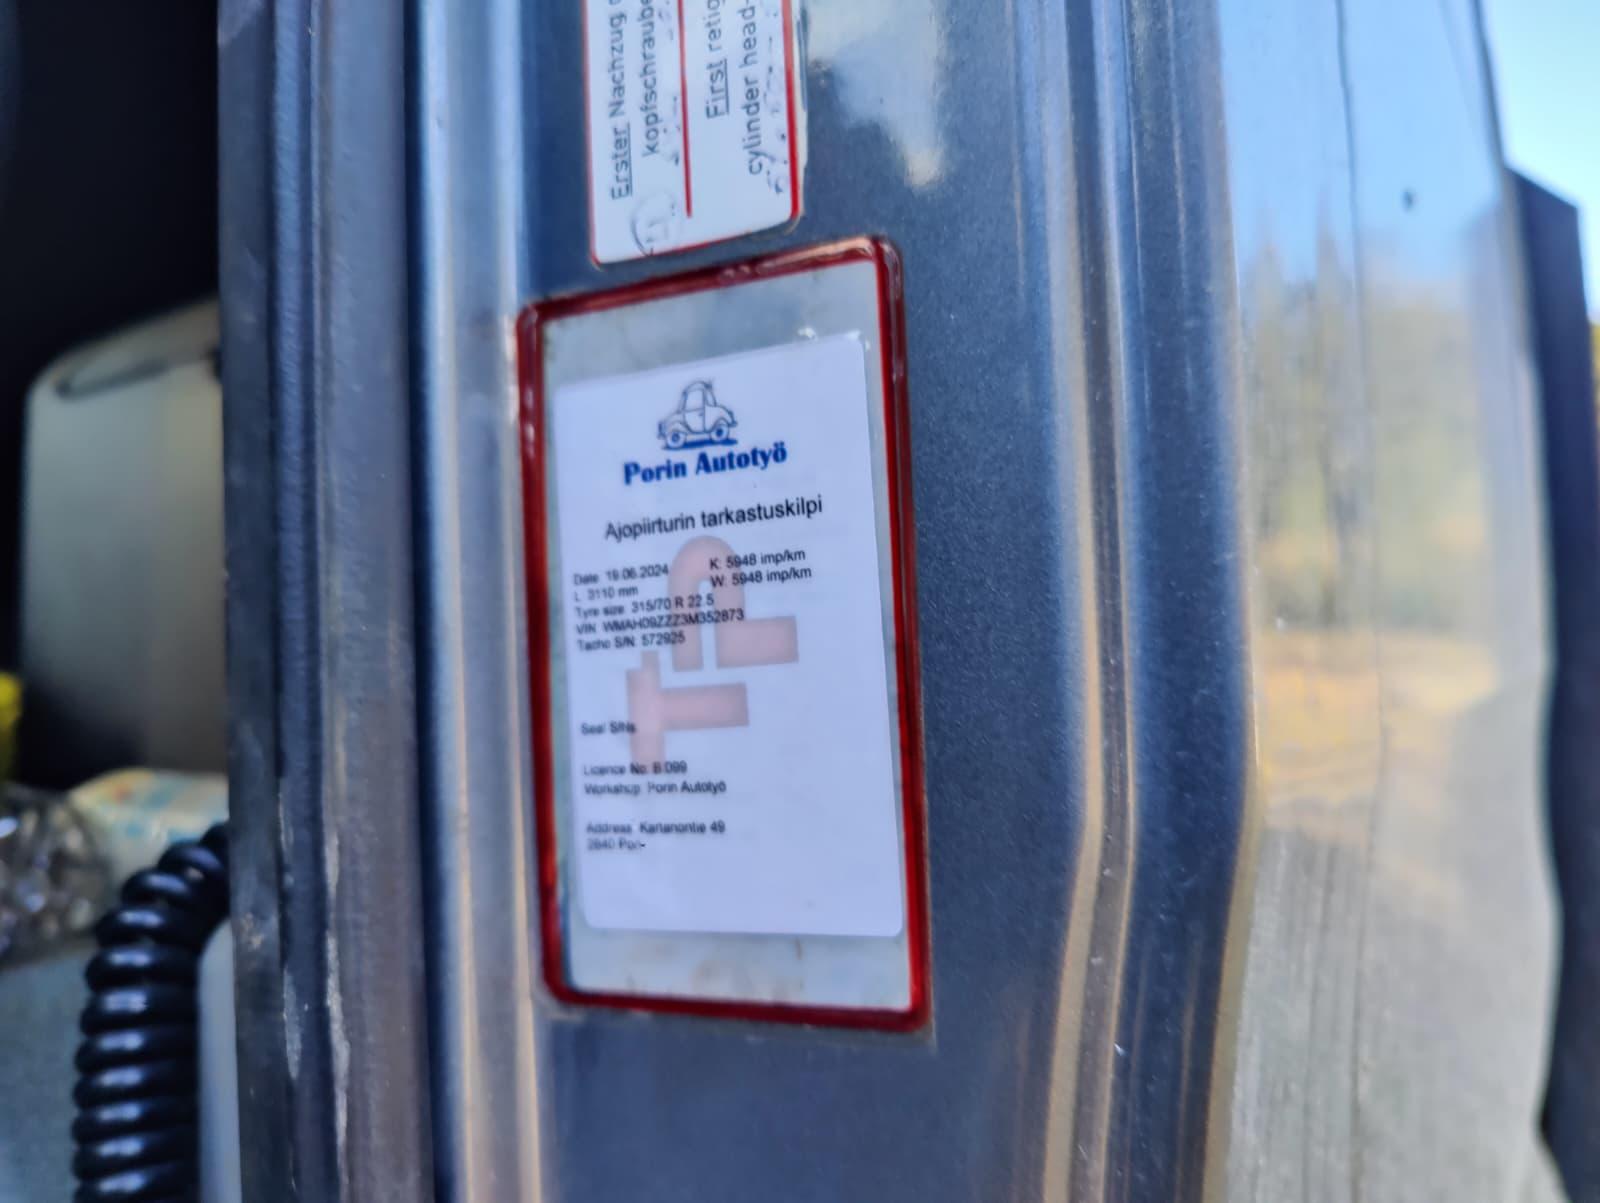 Erster Nachzug
kopfschraube
First retig
cylinder head-
Porin Autotyö
Ajopiirturin tarkastuskilpi
Date 19.06.2024 K: 5948 imp/km
L 3110 mm W: 5948 imp/km
Tyre size 315/70 R 22.5
VIN WMAH09ZZZ3M352873
Tacho S/N: 572925
Seal S/Ns
Licence No: B 099
Workshop Porin Autotyö
Address Kartanontie 49
2840 Pori